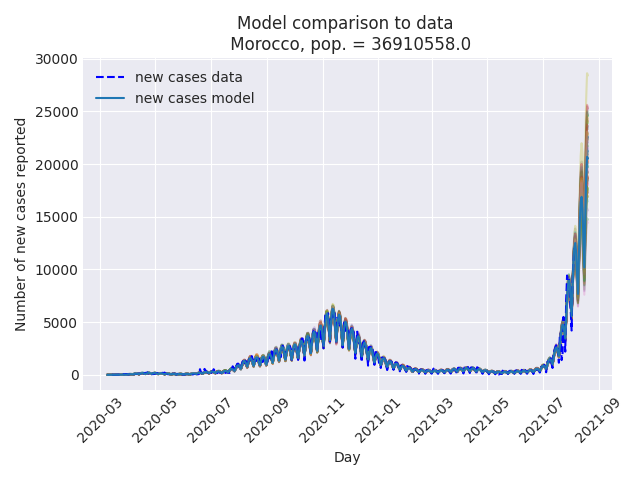 Model comparison to data
Morocco, pop. = 36910558.0
new cases data
new cases model
Number of new cases reported
30000
25000
20000
15000
10000
5000
0
2020-03
2020-05
2020-07
2020-09
2020-11
2021-01
2021-03
2021-05
2021-07
2021-09
Day